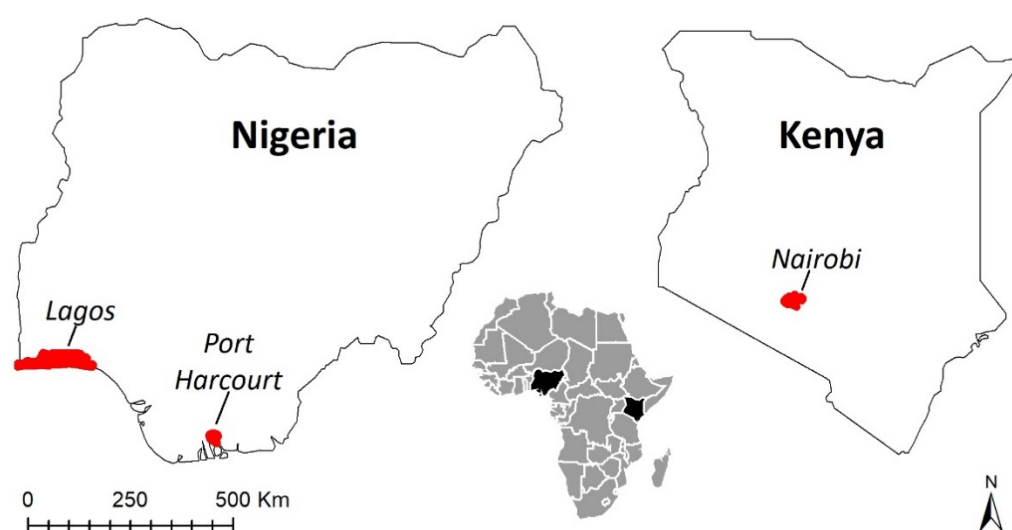 Nigeria
Kenya
Lagos
Port
Harcourt
Nairobi
0 250 500 Km
N